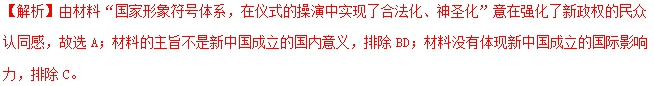 【解析】由材料“国家形象符号体系，在仪式的操演中实现了合法化、神圣化”意在强化了新政权的民众
认同感，故选 A；材料的主旨不是新中国成立的国内意义，排除 BD；材料没有体现新中国成立的国际影响
力，排除 C。